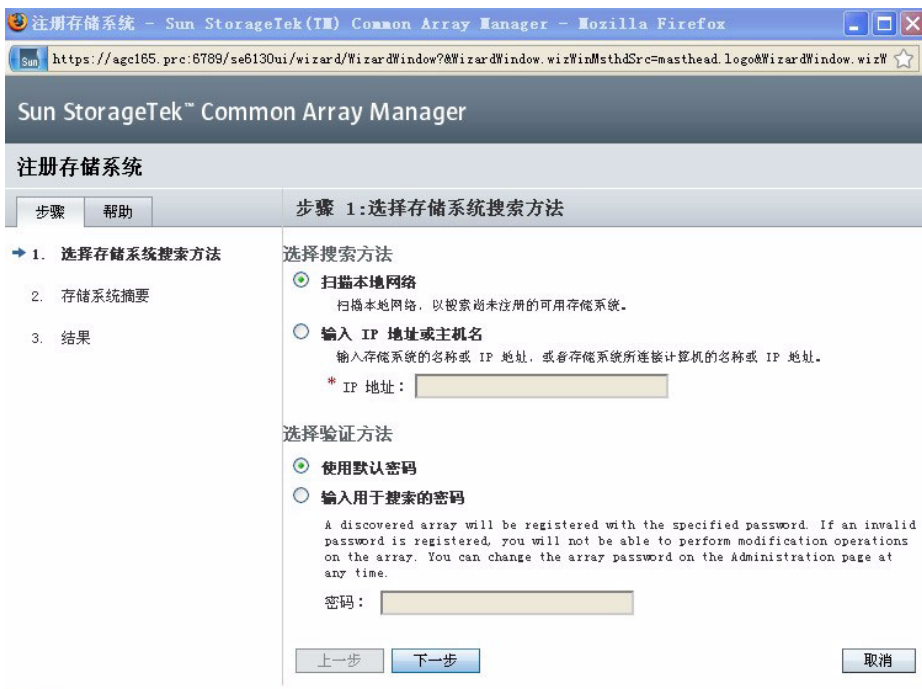 注册存储系统 - Sun StorageTek(TM) Common Array Manager - Mozilla Firefox
Sun https://agc165.prc:6789/se6130ui/wizard/WizardWindow?&WizardWindow.wizWinMsthdSrc=masthead.logo&WizardWindow.wizW
Sun StorageTek™ Common Array Manager
注册存储系统
步骤 帮助
步骤 1:选择存储系统搜索方法
1. 选择存储系统搜索方法
2. 存储系统摘要
3. 结果
选择搜索方法
扫描本地网络
扫描本地网络，以搜索尚未注册的可用存储系统。
输入 IP 地址或主机名
输入存储系统的名称或 IP 地址，或者存储系统所连接计算机的名称或 IP 地址。
* IP 地址：
选择验证方法
使用默认密码
输入用于搜索的密码
A discovered array will be registered with the specified password. If an invalid
password is registered, you will not be able to perform modification operations
on the array. You can change the array password on the Administration page at
any time.
密码：
上一步 下一步 取消